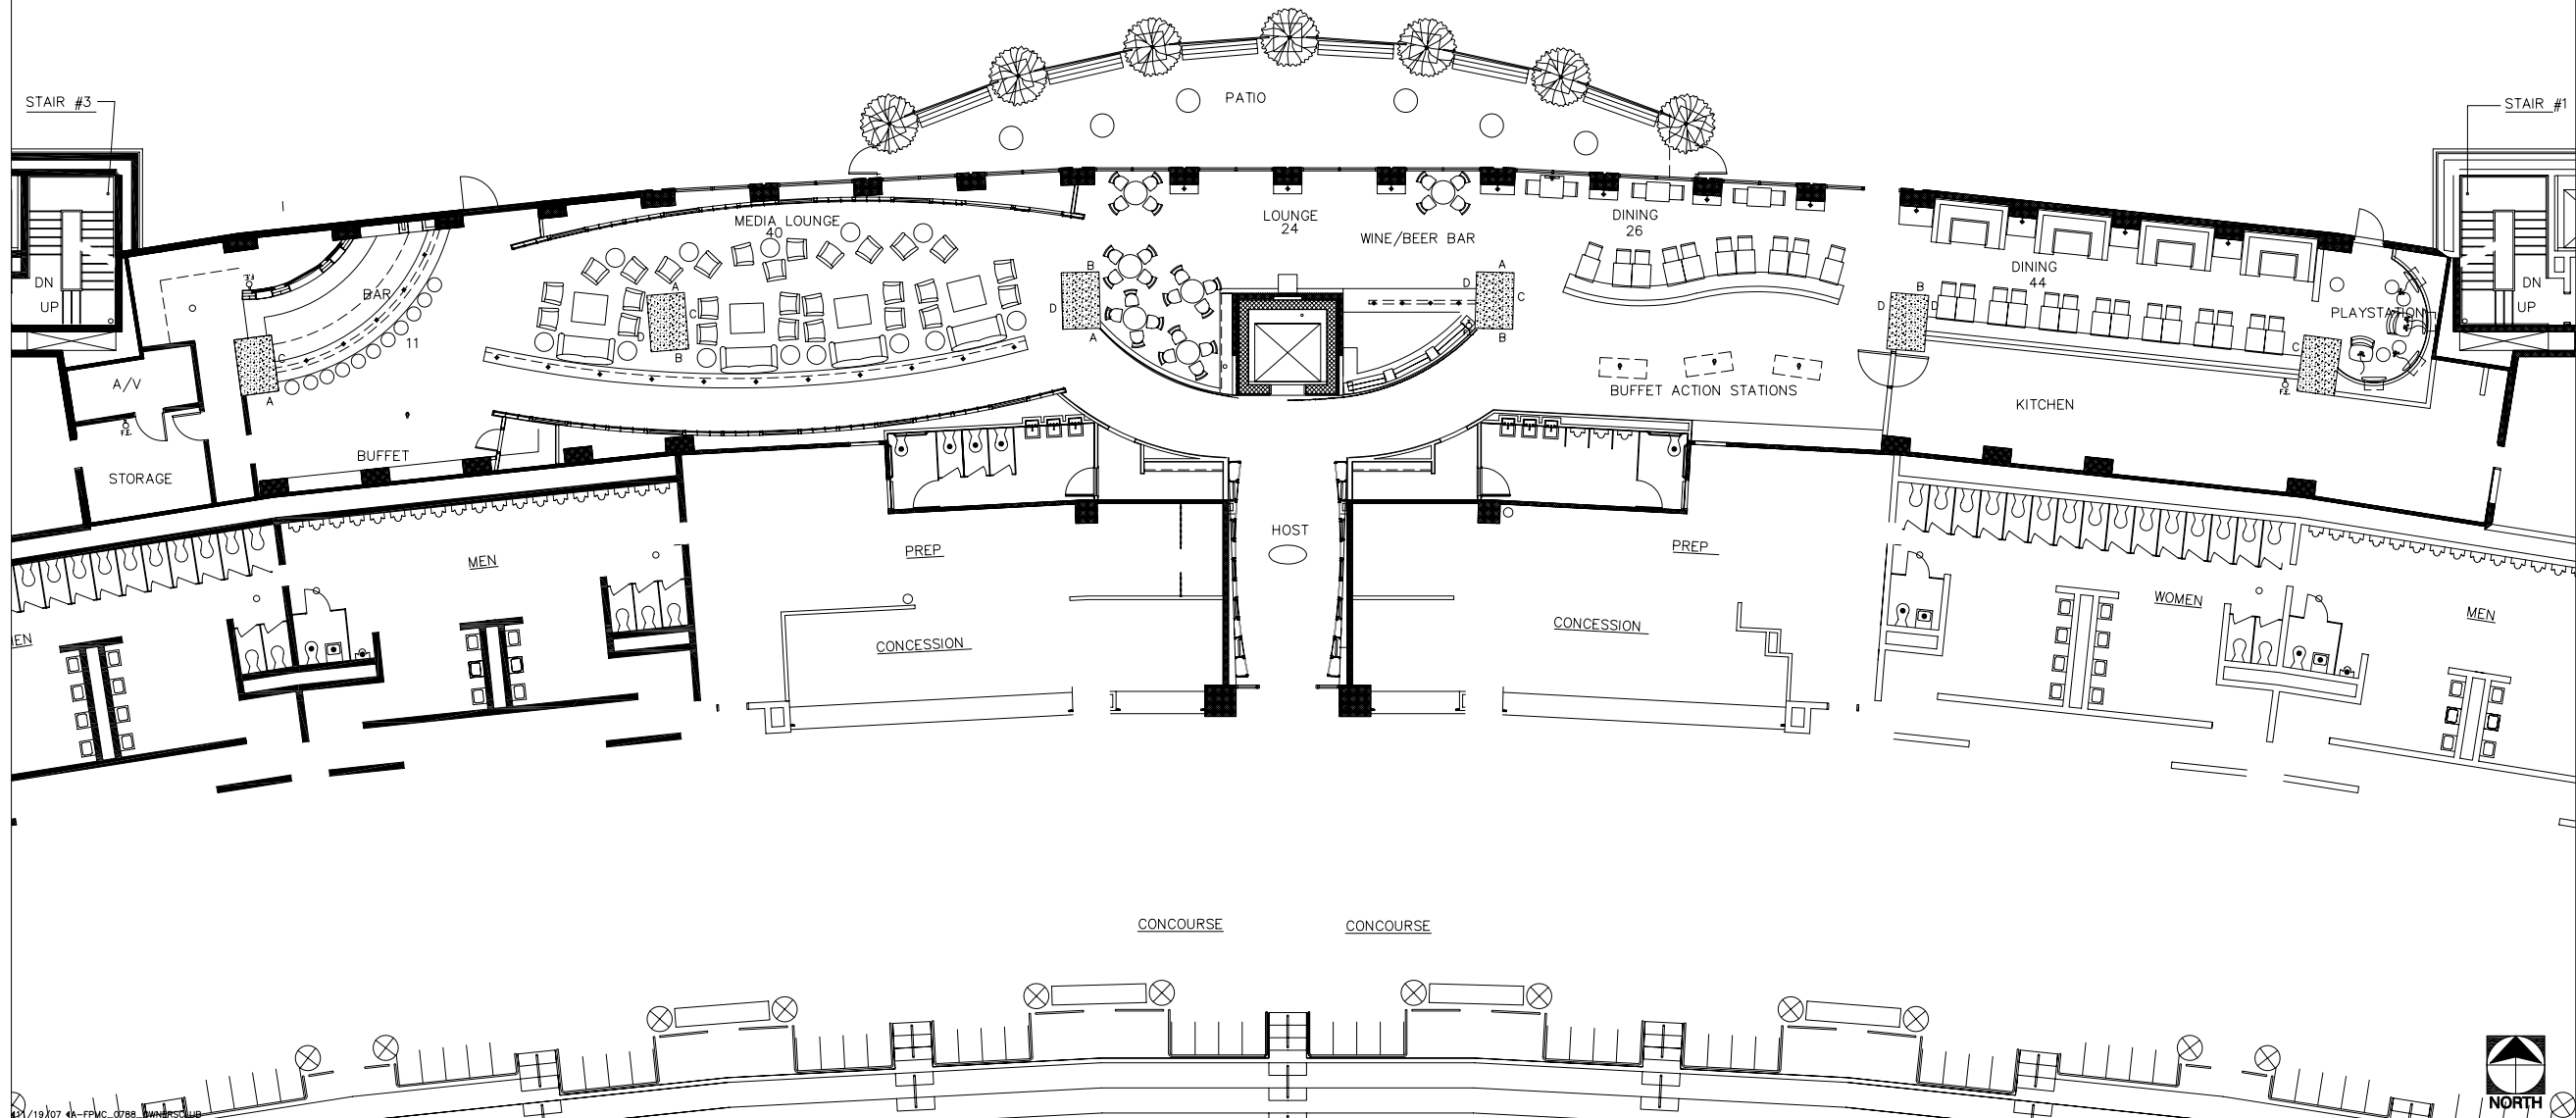 PATIO
STAIR #3
STAIR #1
MEDIA LOUNGE
40
LOUNGE
24
DINING
26
WINE/BEER BAR
DINING
44
B
A
DN
UP
BAR
A
D
C
D
D
B
D
C
DN
UP
PLAYSTATION
C
A
B
11
C
B
A
BUFFET ACTION STATIONS
A/V
A
F.E.
F.E.
KITCHEN
BUFFET
STORAGE
HOST
MEN
PREP
PREP
CONCESSION
CONCESSION
WOMEN
MEN
CONCOURSE
CONCOURSE
NORTH